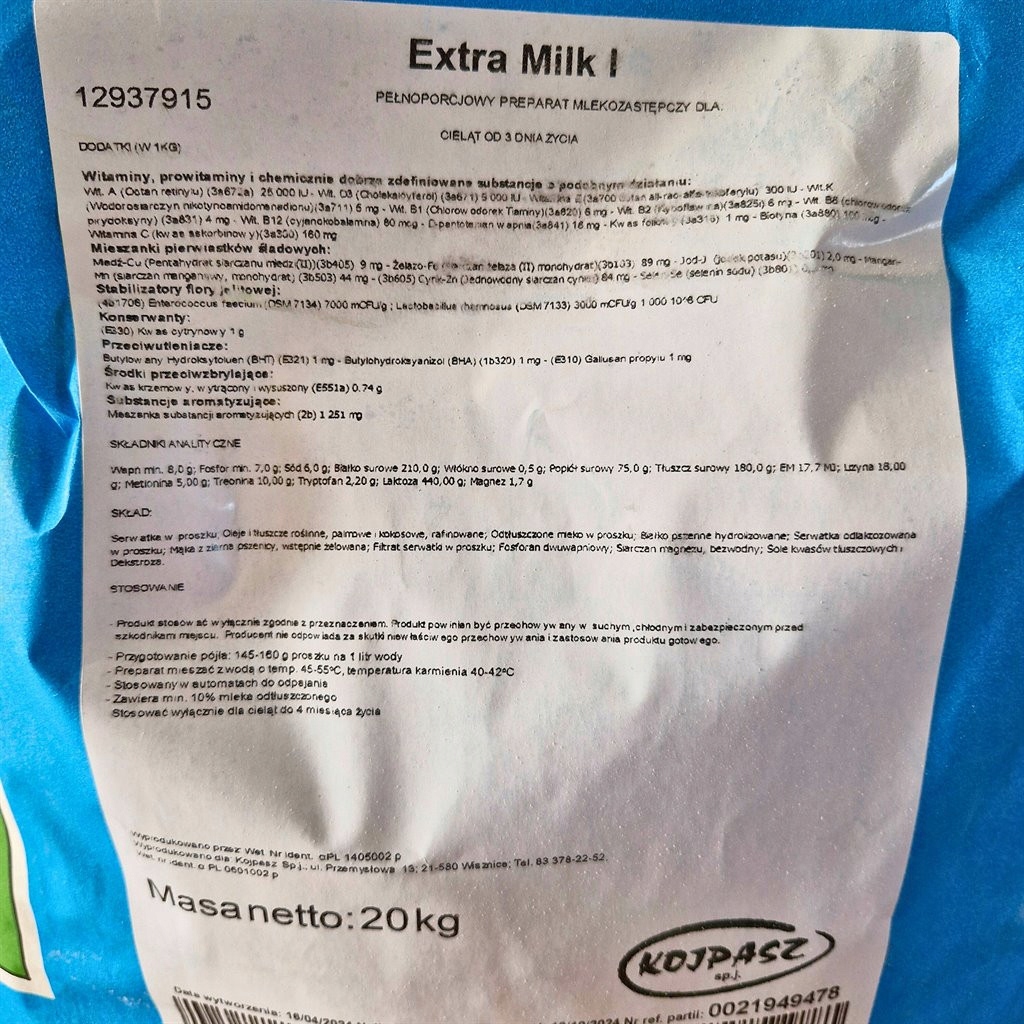 Extra Milk I
12937915
PEŁNOPORCJOWY PREPARAT MLEKOZASTĘPCZY DLA:
CIELĄT OD 3 DNIA ŻYCIA
DODATKI (W 1KG)
Witaminy, prowitaminy i chemicznie dobrze zdefiniowane substancje o podobnym działaniu:
Wit. A (Octan retinylu) (3a672a) 25 000 IU - Wit. D3 (Cholekalcyferol) (3a671) 5 000 IU - 300 IU - Wit.K
(Wodorosiarczyn nikotynoamidomenadionu)(3a711) 5 mg - Wit. B1 (Chlorowodorek Tiaminy)(3a820) 6 mg - Wit. B2 (3a825i) 6 mg - Wit. B6 (chlorowodorek
pirydoksyny) (3a831) 4 mg - Wit. B12 (cyjanokobalamina) 80 mcg - D-pantotenian wapnia(3a841) 16 mg - Kwas foliowy (3a316) 1 mg - Biotyna (3a880)
Witamina C (kwas askorbinowy)(3a300) 160 mg
Mieszanki pierwiastków śladowych:
Miedź-Cu (Pentahydrat siarczanu miedzi(II))(3b405) 9 mg - Żelazo-Fe żelaza (II) monohydrat)(3b103) 89 mg - Jod-J (jodek potasu) 2,0 mg - Mangan-
Mn (siarczan manganawy, monohydrat) (3b503) 44 mg - (3b605) Cynk-Zn (Jednowodny siarczan cynku) 84 mg - Selen-Se (selenin sodu)
Stabilizatory flory jelitowej:
(4b1706) Enterococcus faecium (DSM 7134) 7000 mCFU/g ; Lactobacillus rhamnosus (DSM 7133) 3000 mCFU/g 1 000 10^6 CFU
Konserwanty:
(E330) Kwas cytrynowy 1 g
Przeciwutleniacze:
Butylowany Hydroksytoluen (BHT) (E321) 1 mg - Butylohydroksyanizol (BHA) (1b320) 1 mg - (E310) Galusan propylu 1 mg
Środki przeciwzbrylające:
Kwas krzemowy, wytrącony i wysuszony (E551a) 0.74 g
Substancje aromatyzujące:
Mieszanka substancji aromatyzujących (2b) 1 251 mg
SKŁADNIKI ANALITYCZNE
Wapń min. 8,0 g; Fosfor min. 7,0 g; Sód 6,0 g; Białko surowe 210,0 g; Włókno surowe 0,5 g; Popiół surowy 75,0 g; Tłuszcz surowy 180,0 g; EM 17,7 MJ; Lizyna 18,00
g; Metionina 5,00 g; Treonina 10,00 g; Tryptofan 2,20 g; Laktoza 440,00 g; Magnez 1,7 g
SKŁAD:
Serwatka w proszku; Oleje i tłuszcze roślinne, palmowe i kokosowe, rafinowane; Odtłuszczone mleko w proszku; Białko pszenne hydrolizowane; Serwatka odlaktozowana
w proszku; Mąka z ziarna pszenicy, wstępnie żelowana; Filtrat serwatki w proszku; Fosforan dwuwapniowy; Siarczan magnezu, bezwodny; Sole kwasów tłuszczowych i
Dekstroza.
STOSOWANIE
- Produkt stosować wyłącznie zgodnie z przeznaczeniem. Produkt powinien być przechowywany w suchym ,chłodnym i zabezpieczonym przed
szkodnikami miejscu. Producent nie odpowiada za skutki niewłaściwego przechowywania i zastosowania produktu gotowego.
- Przygotowanie pójła: 145-160 g proszku na 1 litr wody
- Preparat mieszać z wodą o temp. 45-55ºC, temperatura karmienia 40-42ºC
- Stosowany w automatach do odpajania
- Zawiera min. 10% mleka odtłuszczonego
Stosować wyłącznie dla cieląt do 4 miesiąca życia
Wyprodukowano przez Wet. Nr ident. αPL 1405002 p
Wyprodukowano dla: Kojpasz Sp.j., ul. Przemysłowa 13; 21-580 Wisznice; Tel. 83 378-22-52.
Wet. nr ident. α PL 0601002 p
Masa netto: 20 kg
KOJPASZ
sp.j.
Data wytworzenia: 16/04/2024
Nr ref. partii: 0021949478